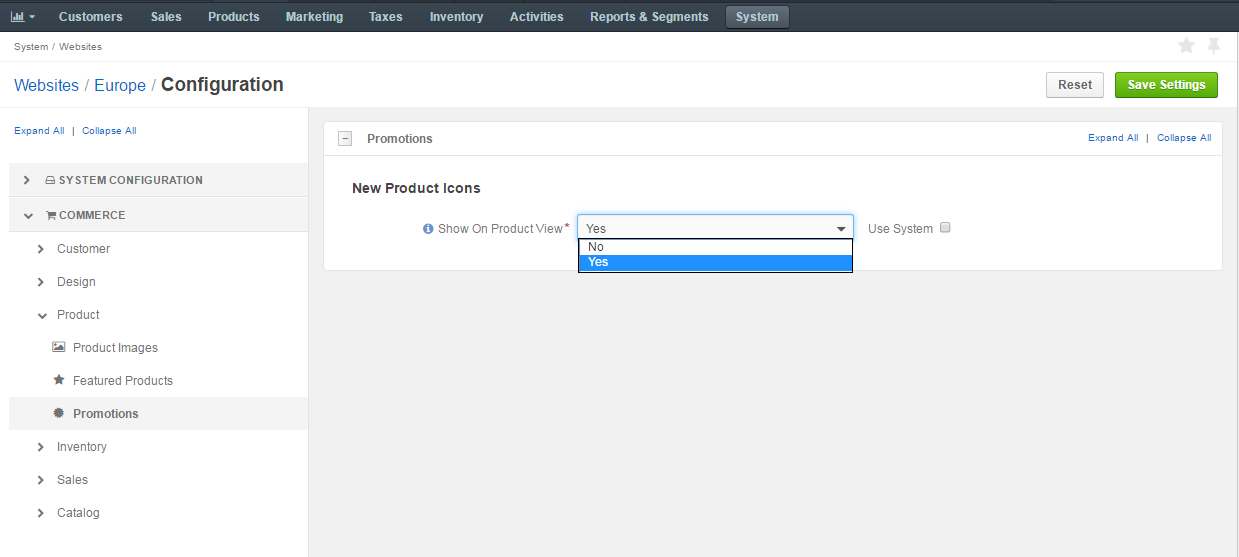 Customers Sales Products Marketing Taxes Inventory Activities Reports & Segments System
System / Websites
Websites / Europe / Configuration
Reset Save Settings
Expand All | Collapse All
SYSTEM CONFIGURATION
COMMERCE
Customer
Design
Product
Product Images
Featured Products
Promotions
Inventory
Sales
Catalog
Promotions
Expand All | Collapse All
New Product Icons
Show On Product View* Yes Use System
No
Yes